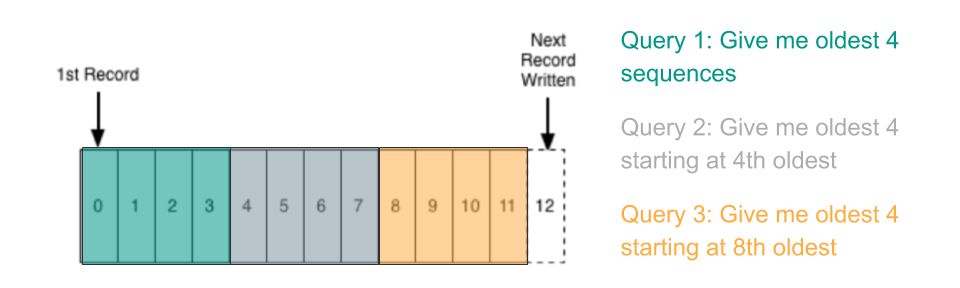 1st Record
Next
Record
Written
0 1 2 3 4 5 6 7 8 9 10 11 12
Query 1: Give me oldest 4
sequences
Query 2: Give me oldest 4
starting at 4th oldest
Query 3: Give me oldest 4
starting at 8th oldest